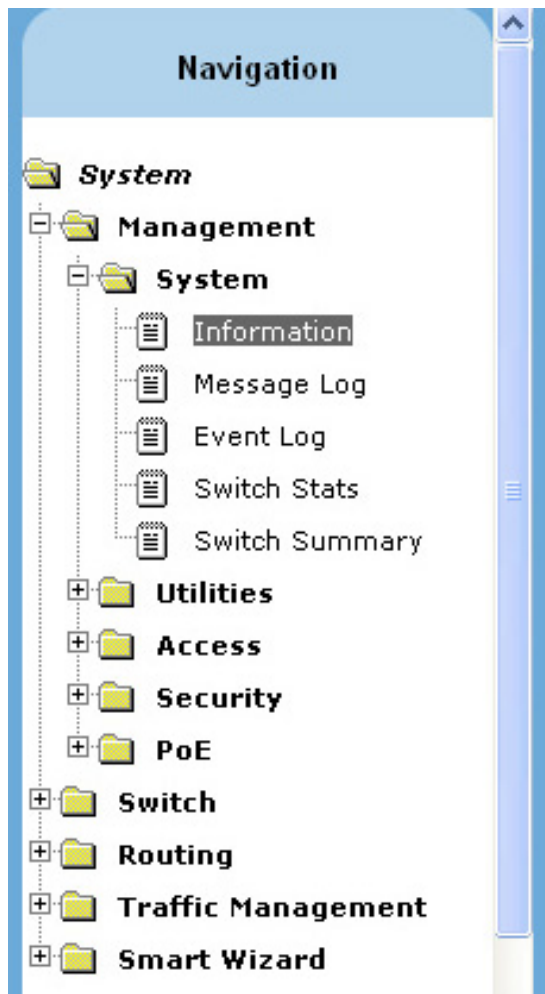 Navigation
System
Management
System
Information
Message Log
Event Log
Switch Stats
Switch Summary
Utilities
Access
Security
PoE
Switch
Routing
Traffic Management
Smart Wizard